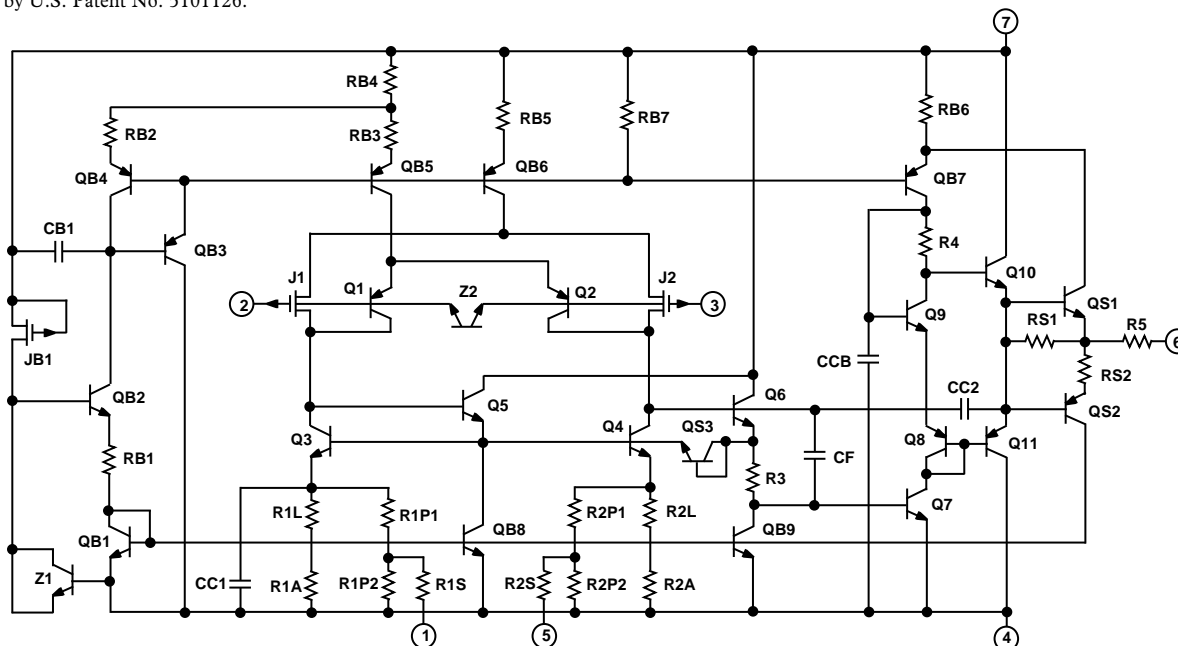 by U.S. Patent No. 5101126.
7
RB4
RB2
RB3
RB5
RB7
RB6
QB4
QB5
QB6
QB7
CB1
QB3
R4
J1
Q1
Z2
Q2
J2
Q10
2
3
Q9
QS1
RS1
R5
6
JB1
CCB
RS2
QB2
Q5
Q6
CC2
QS2
Q3
Q4
QS3
Q8
Q11
RB1
CF
R3
R1L
R1P1
R2P1
R2L
Q7
QB1
QB8
QB9
Z1
CC1
R1A
R1P2
R1S
R2S
R2P2
R2A
1
5
4